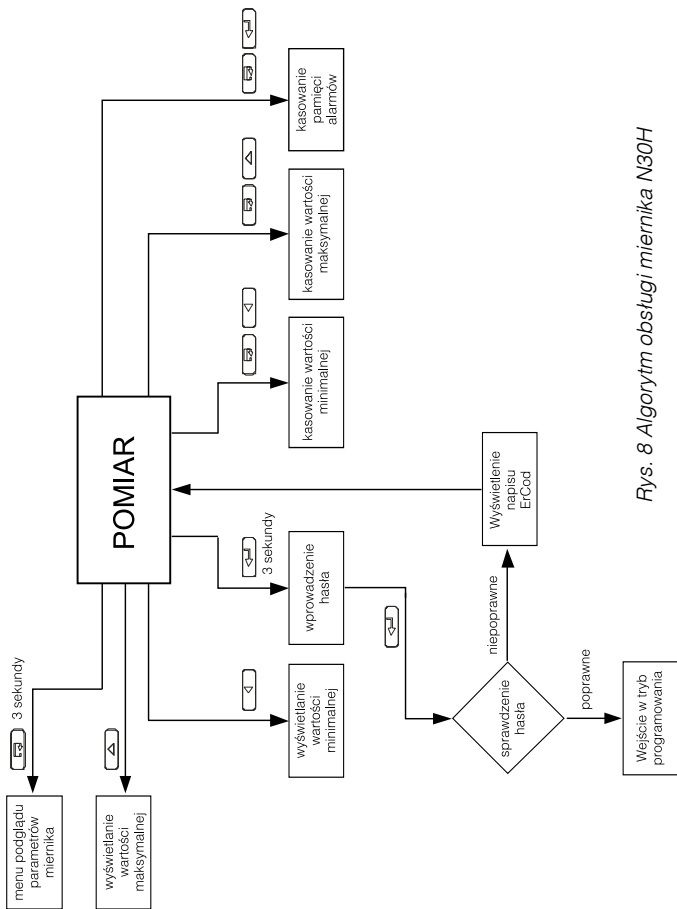 menu podglądu
parametrów
miernika
3 sekundy
wyświetlanie
wartości
maksymalnej
POMIAR
wyświetlanie
wartości
minimalnej
wprowadzenie
hasła
3 sekundy
kasowanie wartości
minimalnej
kasowanie wartości
maksymalnej
kasowanie
pamięci
alarmów
sprawdzenie
hasła
niepoprawne
Wyświetlenie
napisu
ErCod
poprawne
Wejście w tryb
programowania
Rys. 8 Algorytm obsługi miernika N30H